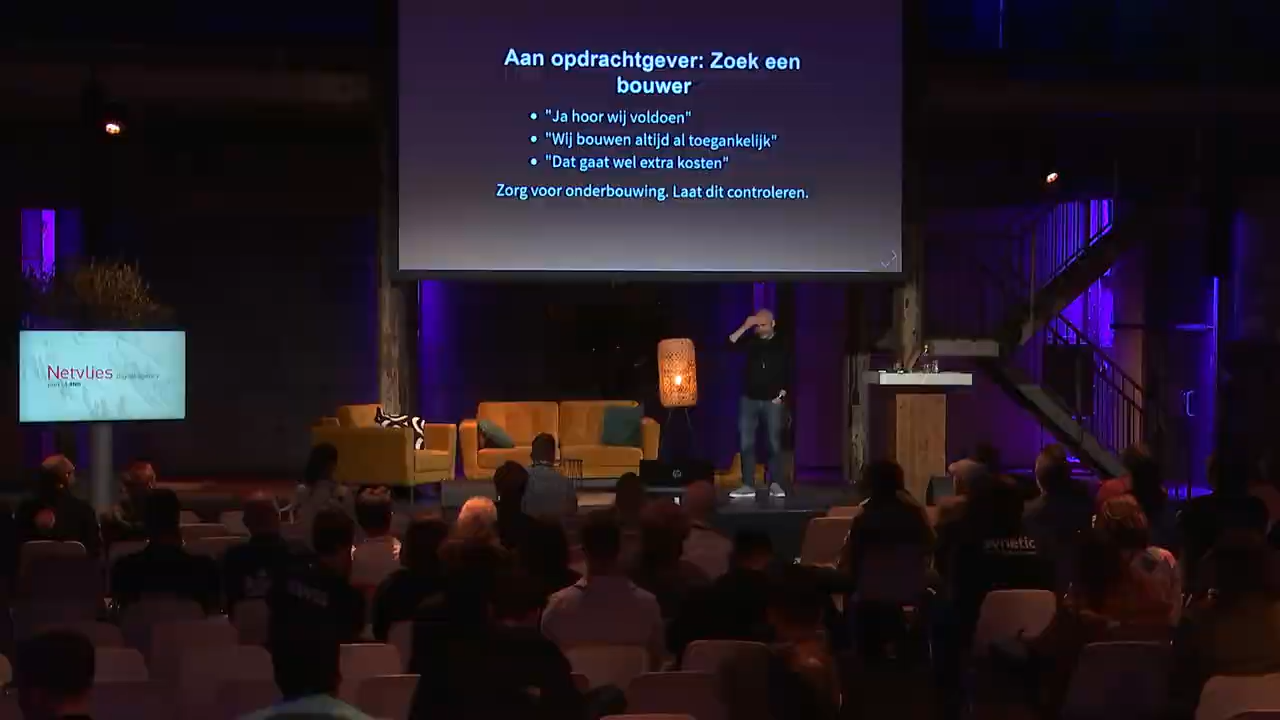 Aan opdrachtgever: Zoek een
bouwer
• "Ja hoor wij voldoen"
• "Wij bouwen altijd al toegankelijk"
• "Dat gaat wel extra kosten"
Zorg voor onderbouwing. Laat dit controleren.
Netvlies
synetic